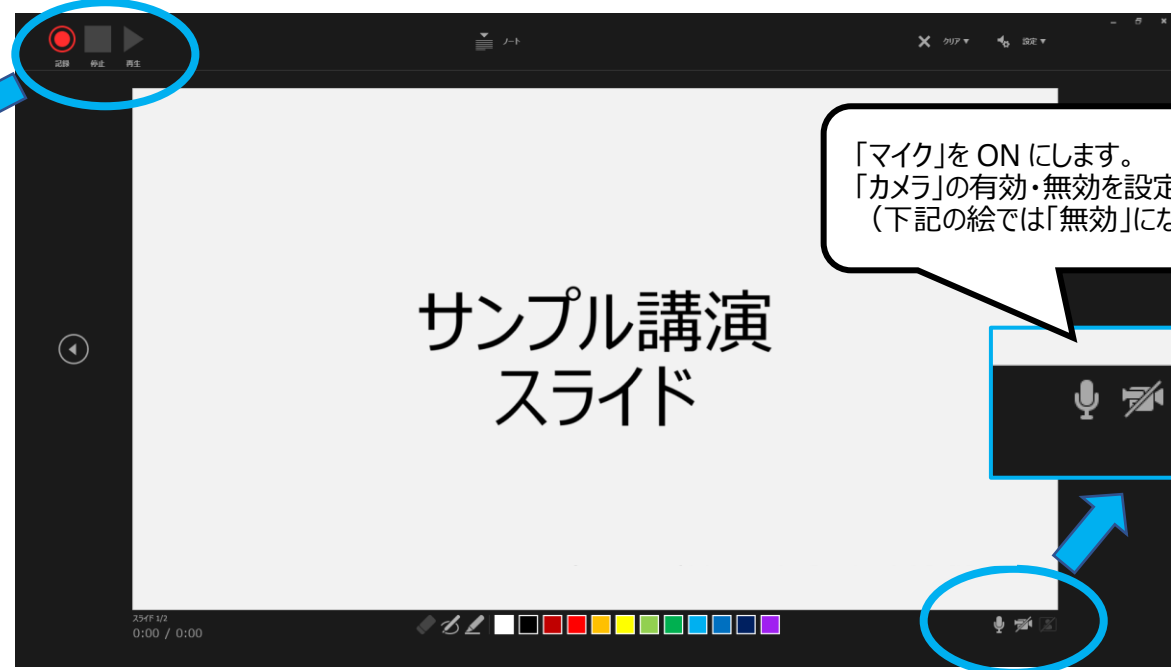 記録 停止 再生
ノート
クリア ▼ 設定 ▼
「マイク」を ON にします。
「カメラ」の有効・無効を設定
（下記の絵では「無効」にな
サンプル講演
スライド
スライド 1/2
0:00 / 0:00